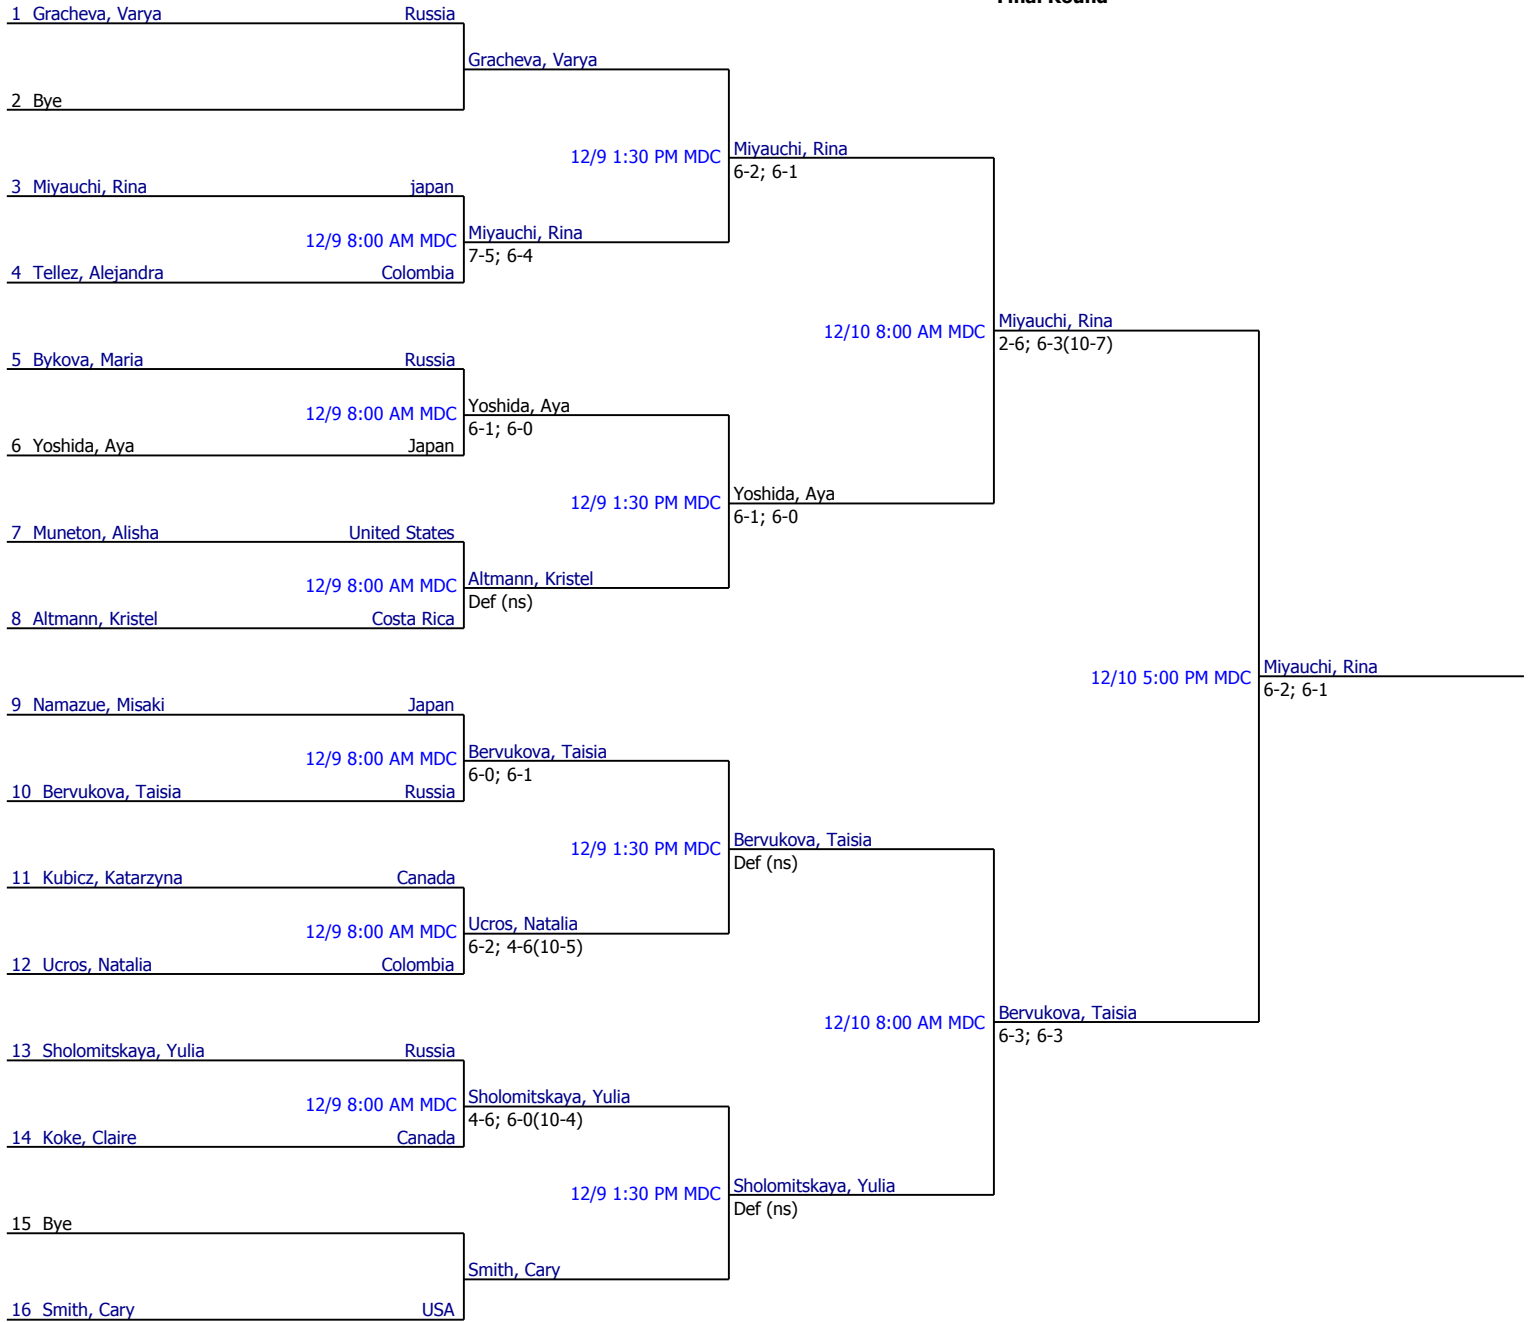 Final Round
1 Gracheva, Varya Russia
Gracheva, Varya
2 Bye
12/9 1:30 PM MDC Miyauchi, Rina
6-2; 6-1
3 Miyauchi, Rina japan
12/9 8:00 AM MDC Miyauchi, Rina
7-5; 6-4
4 Tellez, Alejandra Colombia
12/10 8:00 AM MDC Miyauchi, Rina
2-6; 6-3(10-7)
5 Bykova, Maria Russia
12/9 8:00 AM MDC Yoshida, Aya
6-1; 6-0
6 Yoshida, Aya Japan
12/9 1:30 PM MDC Yoshida, Aya
6-1; 6-0
7 Muneton, Alisha United States
12/9 8:00 AM MDC Altmann, Kristel
Def (ns)
8 Altmann, Kristel Costa Rica
12/10 5:00 PM MDC Miyauchi, Rina
6-2; 6-1
9 Namazue, Misaki Japan
12/9 8:00 AM MDC Bervukova, Taisia
6-0; 6-1
10 Bervukova, Taisia Russia
12/9 1:30 PM MDC Bervukova, Taisia
Def (ns)
11 Kubicz, Katarzyna Canada
12/9 8:00 AM MDC Ucros, Natalia
6-2; 4-6(10-5)
12 Ucros, Natalia Colombia
12/10 8:00 AM MDC Bervukova, Taisia
6-3; 6-3
13 Sholomitskaya, Yulia Russia
12/9 8:00 AM MDC Sholomitskaya, Yulia
4-6; 6-0(10-4)
14 Koke, Claire Canada
12/9 1:30 PM MDC Sholomitskaya, Yulia
Def (ns)
15 Bye
Smith, Cary
16 Smith, Cary USA